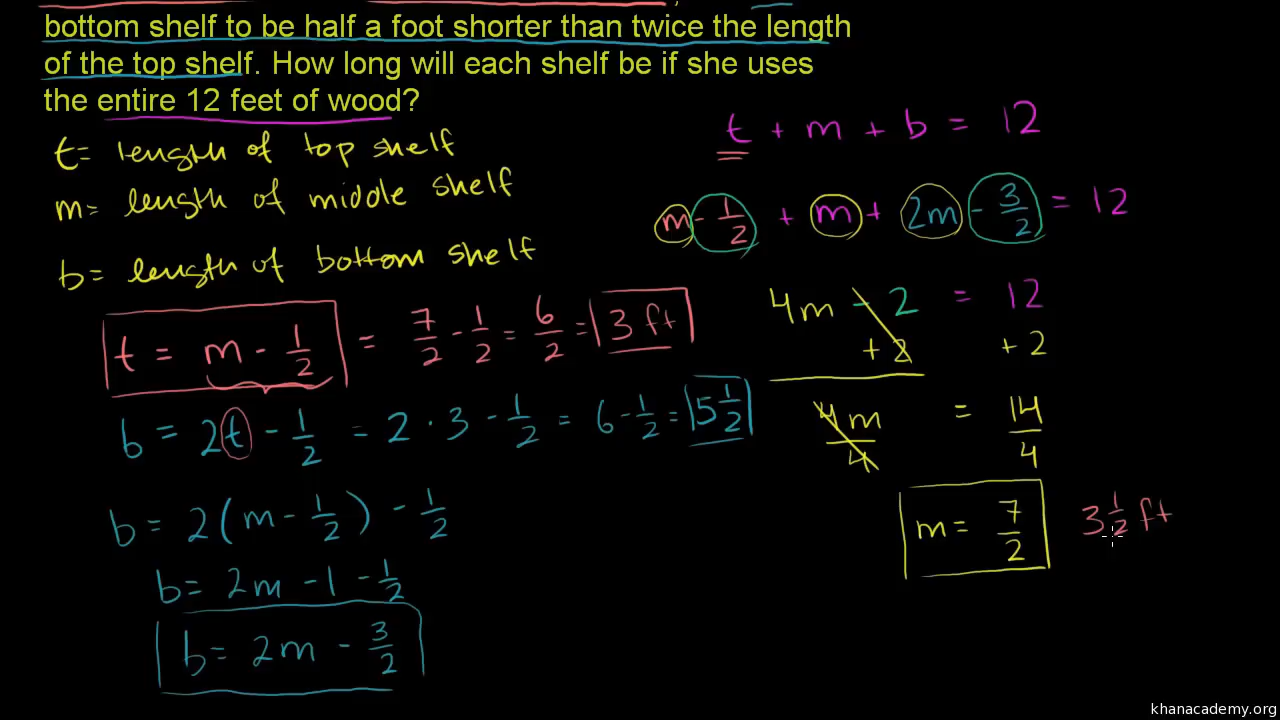 bottom shelf to be half a foot shorter than twice the length
of the top shelf. How long will each shelf be if she uses
the entire 12 feet of wood?
t = length of top shelf
m = length of middle shelf
b = length of bottom shelf
t = m - 1/2 = 7/2 - 1/2 = 6/2 = 3 ft
b = 2t - 1/2 = 2 · 3 - 1/2 = 6 - 1/2 = 5 1/2
b = 2(m - 1/2) - 1/2
b = 2m - 1 - 1/2
b = 2m - 3/2
t + m + b = 12
m - 1/2 + m + 2m - 3/2 = 12
4m - 2 = 12
+ 2 + 2
4m/4 = 14/4
m = 7/2 3 1/2 ft
khanacademy.org